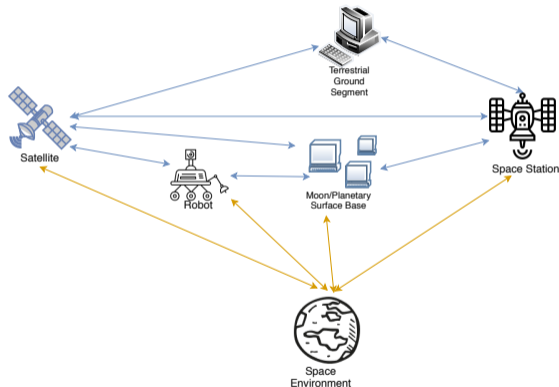 Terrestrial
Ground
Segment
Satellite
Space Station
Robot
Moon/Planetary
Surface Base
Space
Environment